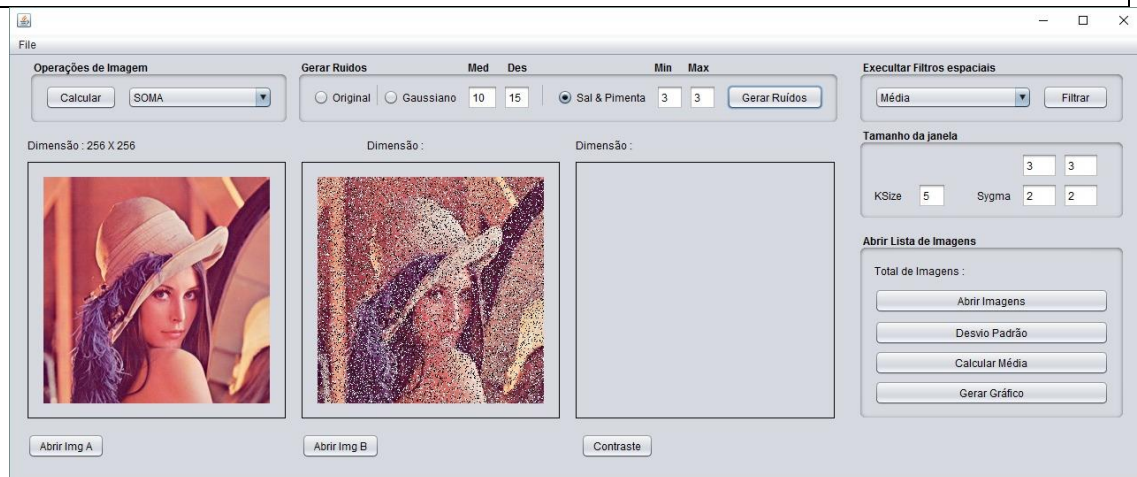 File
Operações de Imagem
Calcular SOMA
Gerar Ruidos Med Des Min Max
Original Gaussiano 10 15 Sal & Pimenta 3 3 Gerar Ruídos
Execultar Filtros espaciais
Média Filtrar
Dimensão : 256 X 256
Dimensão :
Dimensão :
Tamanho da janela
3 3
KSize 5 Sygma 2 2
Abrir Lista de Imagens
Total de Imagens :
Abrir Imagens
Desvio Padrão
Calcular Média
Gerar Gráfico
Abrir Img A
Abrir Img B
Contraste